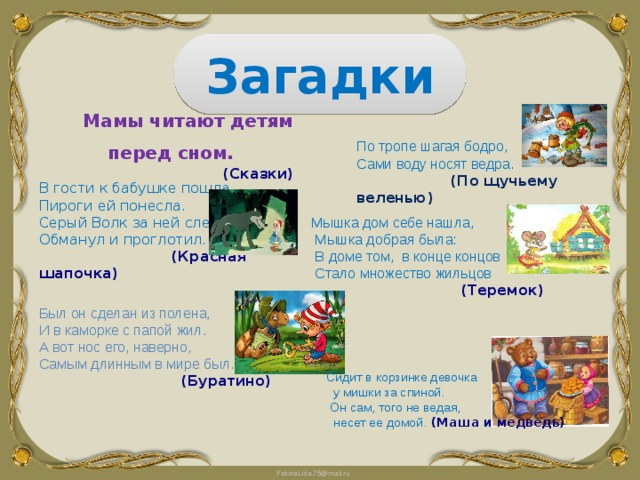 Загадки
Мамы читают детям
перед сном.
(Сказки)
В гости к бабушке пошла,
Пироги ей понесла.
Серый Волк за ней сле
Обманул и проглотил.
(Красная
шапочка)
Был он сделан из полена,
И в каморке с папой жил.
А вот нос его, наверно,
Самым длинным в мире был.
(Буратино)
По тропе шагая бодро,
Сами воду носят ведра.
(По щучьему
веленью)
Мышка дом себе нашла,
Мышка добрая была:
В доме том, в конце концов
Стало множество жильцов
(Теремок)
Сидит в корзинке девочка
у мишки за спиной.
Он сам, того не ведая,
несет ее домой. (Маша и медведь)